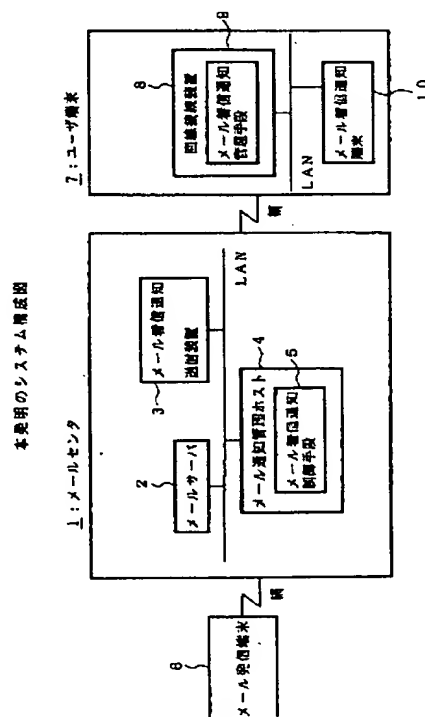 本発明のシステム構成図
1:メールセンタ
2
メールサーバ
3
メール着信通知
送信装置
LAN
4
メール通知管理ホスト
5
メール着信通知
制御手段
6
メール発信端末
網
網
7:ユーザ端末
8
9
回線接続装置
メール着信通知
管理手段
LAN
メール着信通知
端末
10